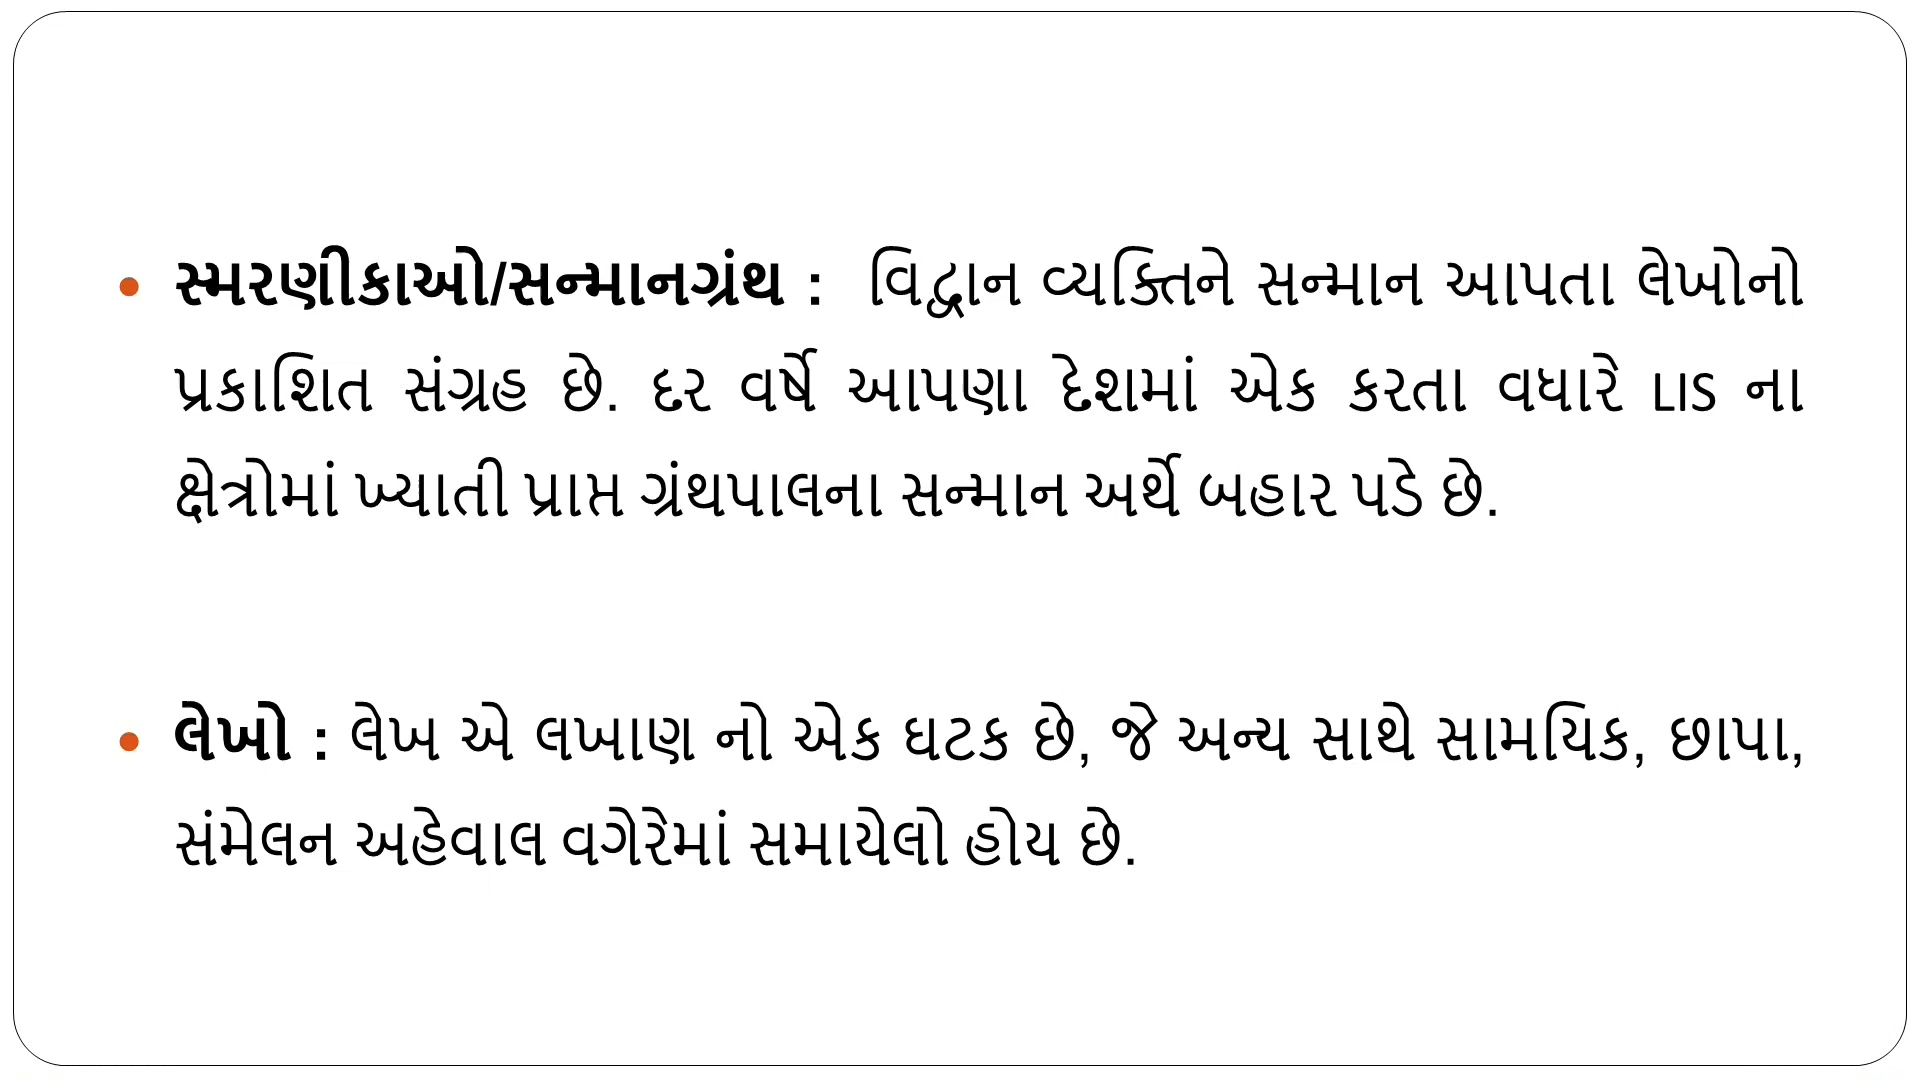 • સ્મરણીકાઓ/સન્માનગ્રંથ : વિદ્વાન વ્યક્તિને સન્માન આપતા લેખોનો
પ્રકાશિત સંગ્રહ છે. દર વર્ષે આપણા દેશમાં એક કરતા વધારે LIS ના
ક્ષેત્રોમાં ખ્યાતી પ્રાપ્ત ગ્રંથપાલના સન્માન અર્થે બહાર પડે છે.
• લેખો : લેખ એ લખાણ નો એક ઘટક છે, જે અન્ય સાથે સામયિક, છાપા,
સંમેલન અહેવાલ વગેરેમાં સમાયેલો હોય છે.